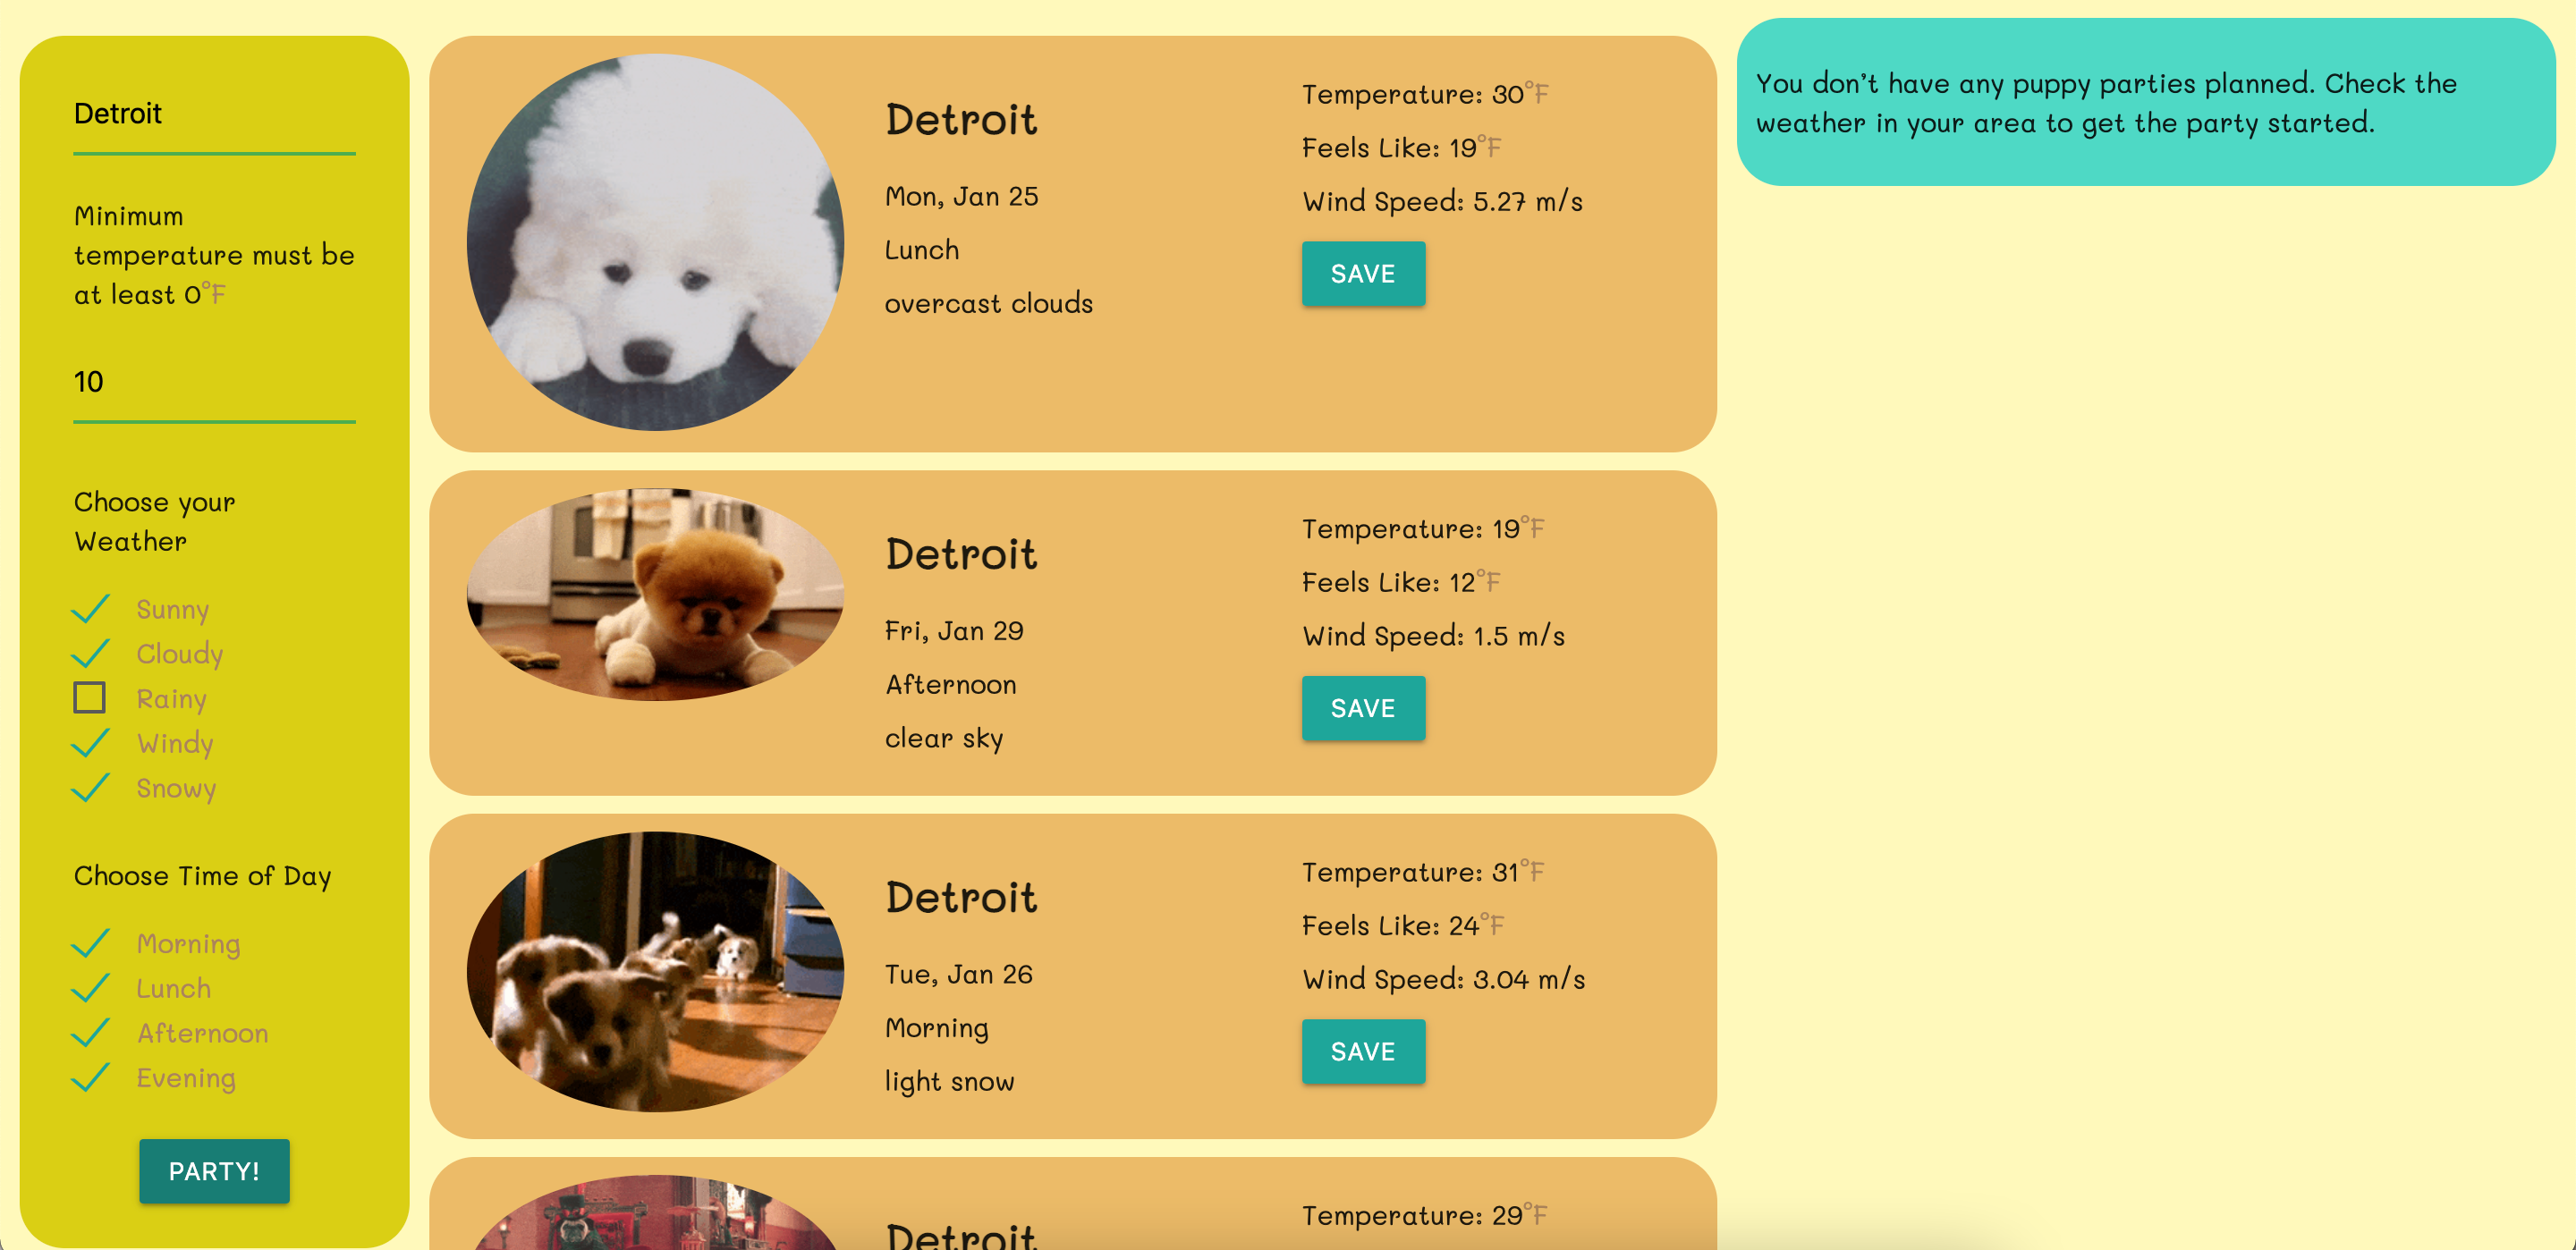 Detroit
Minimum
temperature must be
at least 0°F
10
Choose your
Weather
Sunny
Cloudy
Rainy
Windy
Snowy
Choose Time of Day
Morning
Lunch
Afternoon
Evening
PARTY!
Detroit
Mon, Jan 25
Lunch
overcast clouds
Temperature: 30°F
Feels Like: 19°F
Wind Speed: 5.27 m/s
SAVE
Detroit
Fri, Jan 29
Afternoon
clear sky
Temperature: 19°F
Feels Like: 12°F
Wind Speed: 1.5 m/s
SAVE
Detroit
Tue, Jan 26
Morning
light snow
Temperature: 31°F
Feels Like: 24°F
Wind Speed: 3.04 m/s
SAVE
Detroit
Temperature: 29°F
You don't have any puppy parties planned. Check the
weather in your area to get the party started.